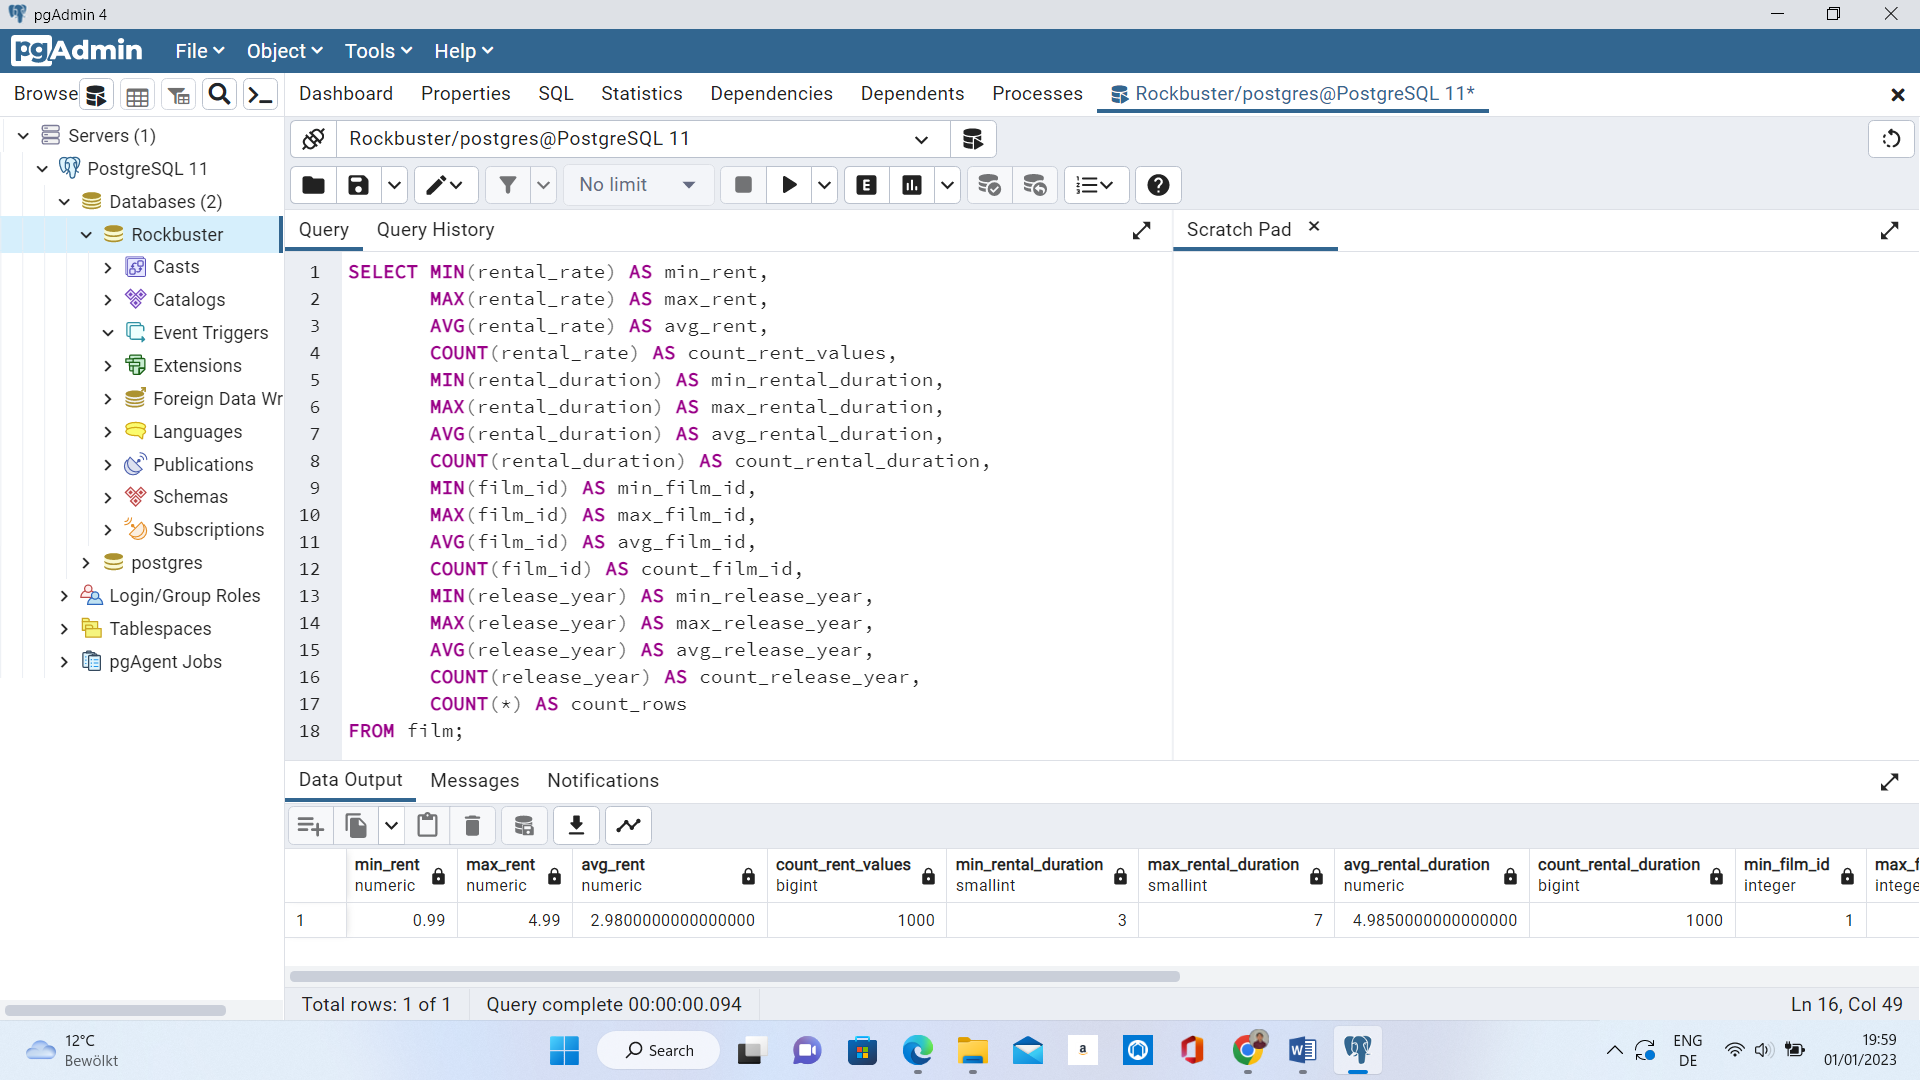 pgAdmin 4
pgAdmin File Object Tools Help
Browse Dashboard Properties SQL Statistics Dependencies Dependents Processes Rockbuster/postgres@PostgreSQL 11*
Servers (1)
PostgreSQL 11
Databases (2)
Rockbuster
Casts
Catalogs
Event Triggers
Extensions
Foreign Data Wr
Languages
Publications
Schemas
Subscriptions
postgres
Login/Group Roles
Tablespaces
pgAgent Jobs
Rockbuster/postgres@PostgreSQL 11
No limit E
Query Query History Scratch Pad
1 SELECT MIN(rental_rate) AS min_rent,
2 MAX(rental_rate) AS max_rent,
3 AVG(rental_rate) AS avg_rent,
4 COUNT(rental_rate) AS count_rent_values,
5 MIN(rental_duration) AS min_rental_duration,
6 MAX(rental_duration) AS max_rental_duration,
7 AVG(rental_duration) AS avg_rental_duration,
8 COUNT(rental_duration) AS count_rental_duration,
9 MIN(film_id) AS min_film_id,
10 MAX(film_id) AS max_film_id,
11 AVG(film_id) AS avg_film_id,
12 COUNT(film_id) AS count_film_id,
13 MIN(release_year) AS min_release_year,
14 MAX(release_year) AS max_release_year,
15 AVG(release_year) AS avg_release_year,
16 COUNT(release_year) AS count_release_year,
17 COUNT(*) AS count_rows
18 FROM film;
Data Output Messages Notifications
min_rent max_rent avg_rent count_rent_values min_rental_duration max_rental_duration avg_rental_duration count_rental_duration min_film_id max_f
numeric numeric numeric bigint smallint smallint numeric bigint integer intege
1 0.99 4.99 2.9800000000000000 1000 3 7 4.9850000000000000 1000 1
Total rows: 1 of 1 Query complete 00:00:00.094 Ln 16, Col 49
12°C
Bewölkt
Search
a
W
ENG
DE
19:59
01/01/2023